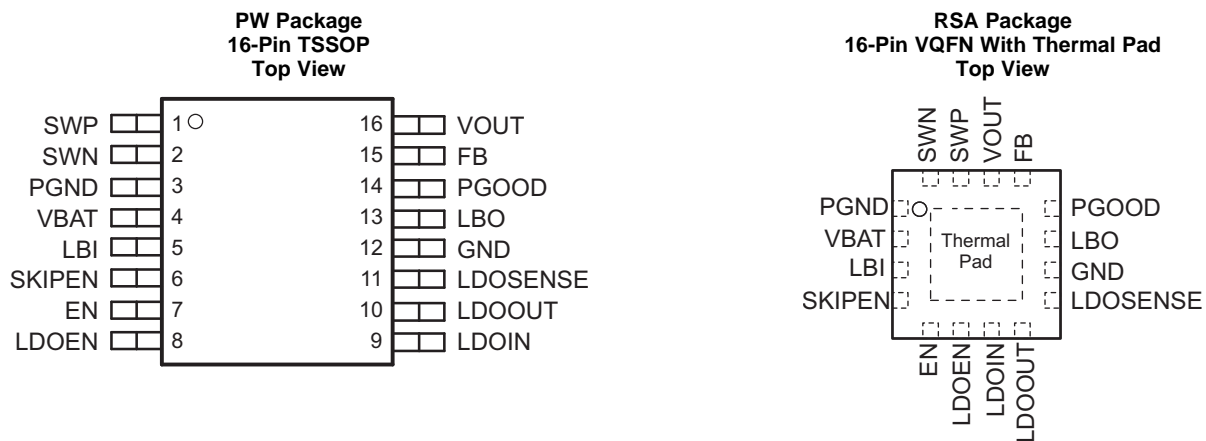 PW Package
16-Pin TSSOP
Top View
SWP 1 16 VOUT
SWN 2 15 FB
PGND 3 14 PGOOD
VBAT 4 13 LBO
LBI 5 12 GND
SKIPEN 6 11 LDOSENSE
EN 7 10 LDOOUT
LDOEN 8 9 LDOIN
RSA Package
16-Pin VQFN With Thermal Pad
Top View
SWN
SWP
VOUT
FB
PGND
VBAT
LBI
SKIPEN
Thermal
Pad
PGOOD
LBO
GND
LDOSENSE
EN
LDOEN
LDOIN
LDOOUT